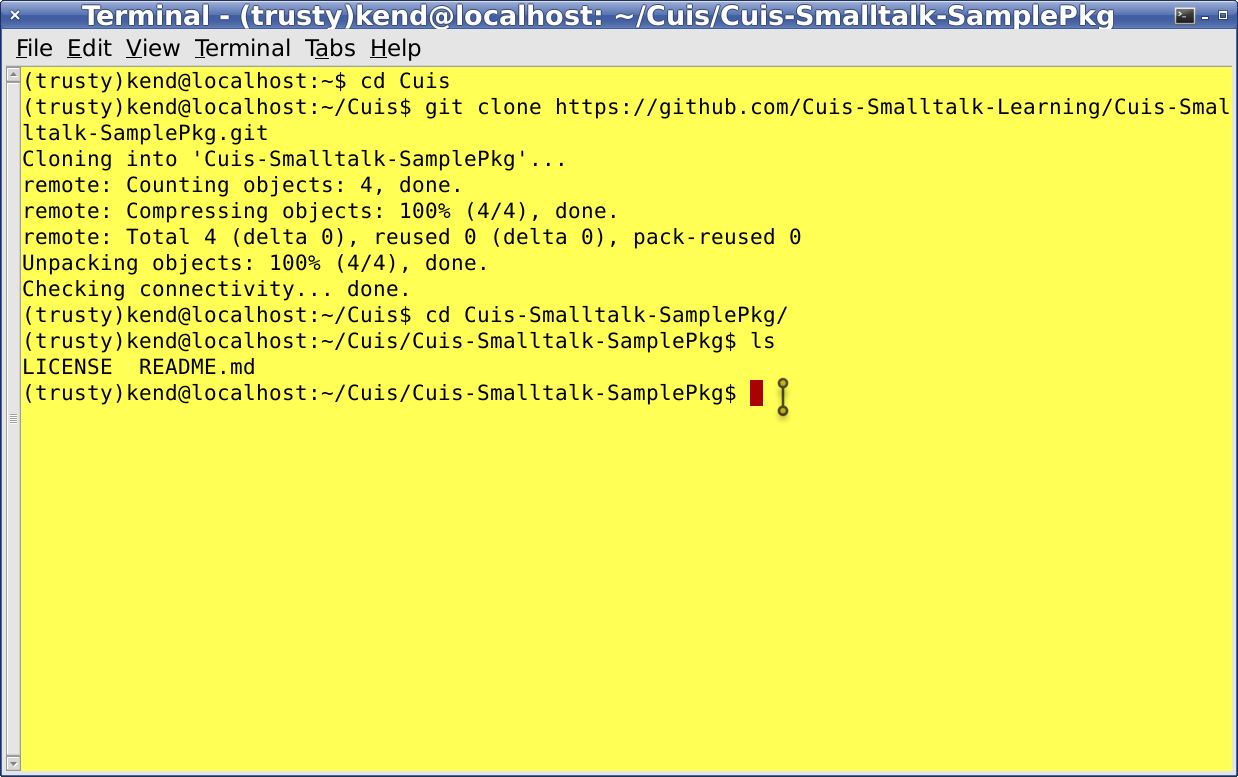 Terminal - (trusty)kend@localhost: ~/Cuis/Cuis-Smalltalk-SamplePkg
File Edit View Terminal Tabs Help
(trusty)kend@localhost:~$ cd Cuis
(trusty)kend@localhost:~/Cuis$ git clone https://github.com/Cuis-Smalltalk-Learning/Cuis-Smal
ltalk-SamplePkg.git
Cloning into 'Cuis-Smalltalk-SamplePkg'...
remote: Counting objects: 4, done.
remote: Compressing objects: 100% (4/4), done.
remote: Total 4 (delta 0), reused 0 (delta 0), pack-reused 0
Unpacking objects: 100% (4/4), done.
Checking connectivity... done.
(trusty)kend@localhost:~/Cuis$ cd Cuis-Smalltalk-SamplePkg/
(trusty)kend@localhost:~/Cuis/Cuis-Smalltalk-SamplePkg$ ls
LICENSE  README.md
(trusty)kend@localhost:~/Cuis/Cuis-Smalltalk-SamplePkg$